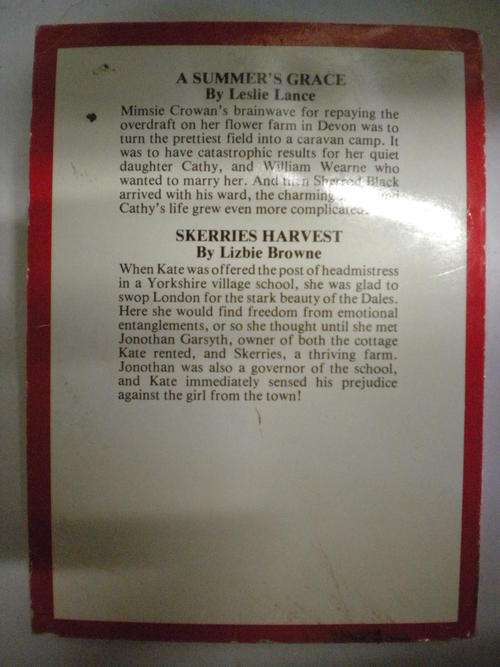 A SUMMER'S GRACE
By Leslie Lance
Mimsie Crowan's brainwave for repaying the
overdraft on her flower farm in Devon was to
turn the prettiest field into a caravan camp. It
was to have catastrophic results for her quiet
daughter Cathy, and William Wearne who
wanted to marry her. And then Sherrod Black
arrived with his ward, the charming
Cathy's life grew even more complicated.
SKERRIES HARVEST
By Lizbie Browne
When Kate was offered the post of headmistress
in a Yorkshire village school, she was glad to
swop London for the stark beauty of the Dales.
Here she would find freedom from emotional
entanglements, or so she thought until she met
Jonothan Garsyth, owner of both the cottage
Kate rented, and Skerries, a thriving farm.
Jonothan was also a governor of the school,
and Kate immediately sensed his prejudice
against the girl from the town!